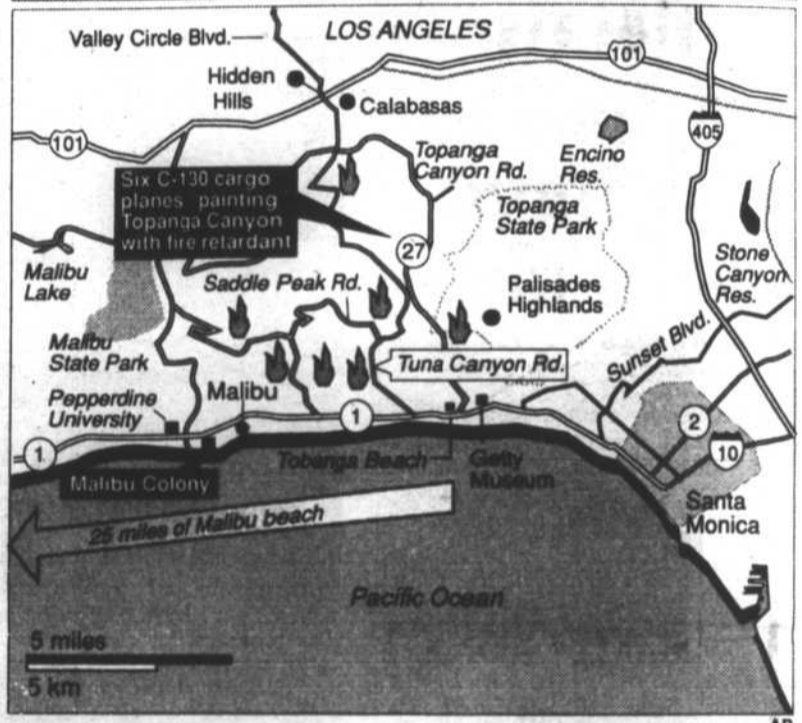 Valley Circle Blvd.
LOS ANGELES
101
Hidden
Hills
Calabasas
405
101
Topanga
Canyon Rd.
Encino
Res.
Six C-130 cargo
planes painting
Topanga Canyon
with fire retardant
Topanga
State Park
27
Malibu
Lake
Saddle Peak Rd.
Palisades
Highlands
Stone
Canyon
Res.
Malibu
State Park
Tuna Canyon Rd.
Sunset Blvd.
Pepperdine
University
Malibu
1
2
1
10
Tobanga Beach
Getty
Museum
Malibu Colony
Santa
Monica
25 miles of Malibu beach
Pacific Ocean
5 miles
5 km
AP